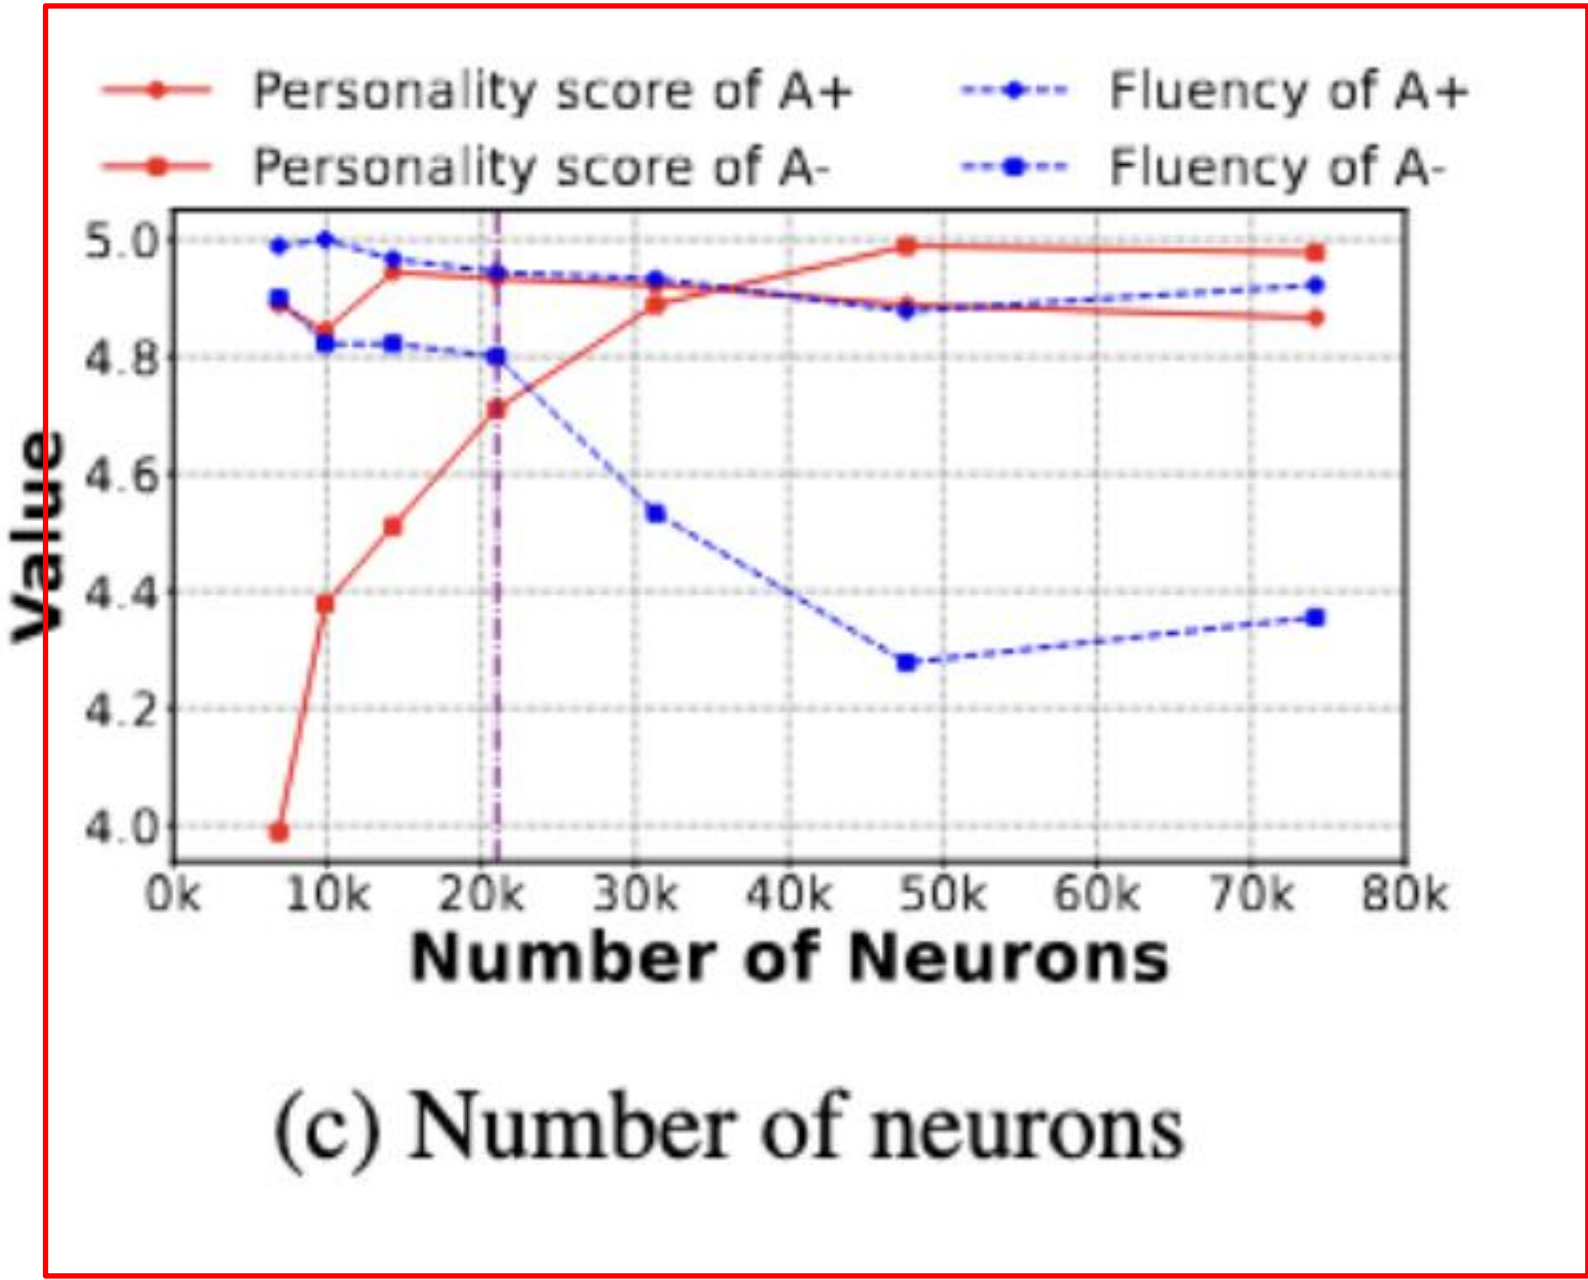 Personality score of A+
Fluency of A+
Personality score of A-
Fluency of A-
5.0
4.8
4.6
4.4
4.2
4.0
Value
0k 10k 20k 30k 40k 50k 60k 70k 80k
Number of Neurons
(c) Number of neurons